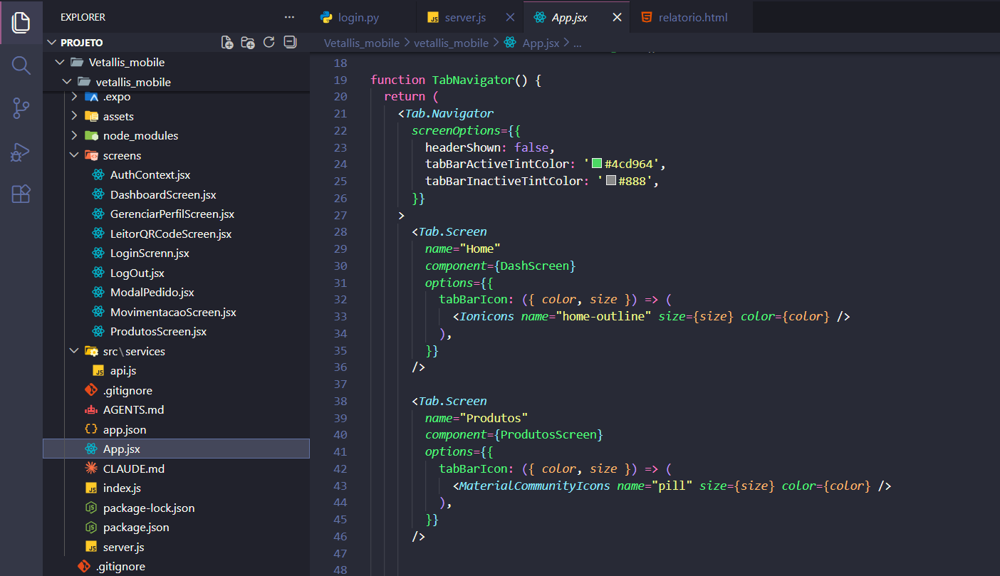 EXPLORER
PROJETO
Vetallis_mobile
vetallis_mobile
.expo
assets
node_modules
screens
AuthContext.jsx
DashboardScreen.jsx
GerenciarPerfilScreen.jsx
LeitorQRCodeScreen.jsx
LoginScrenn.jsx
LogOut.jsx
ModalPedido.jsx
MovimentacaoScreen.jsx
ProdutosScreen.jsx
src\services
api.js
.gitignore
AGENTS.md
app.json
App.jsx
CLAUDE.md
index.js
package-lock.json
package.json
server.js
.gitignore
login.py server.js App.jsx relatorio.html
Vetallis_mobile > vetallis_mobile > App.jsx > ...
18
19 function TabNavigator() {
20 return (
21 <Tab.Navigator
22 screenOptions={{
23 headerShown: false,
24 tabBarActiveTintColor: '#4cd964',
25 tabBarInactiveTintColor: '#888',
26 }}
27 >
28 <Tab.Screen
29 name="Home"
30 component={DashScreen}
31 options={{
32 tabBarIcon: ({ color, size }) => (
33 <Ionicons name="home-outline" size={size} color={color} />
34 ),
35 }}
36 />
37
38 <Tab.Screen
39 name="Produtos"
40 component={ProdutosScreen}
41 options={{
42 tabBarIcon: ({ color, size }) => (
43 <MaterialCommunityIcons name="pill" size={size} color={color} />
44 ),
45 }}
46 />
47
48